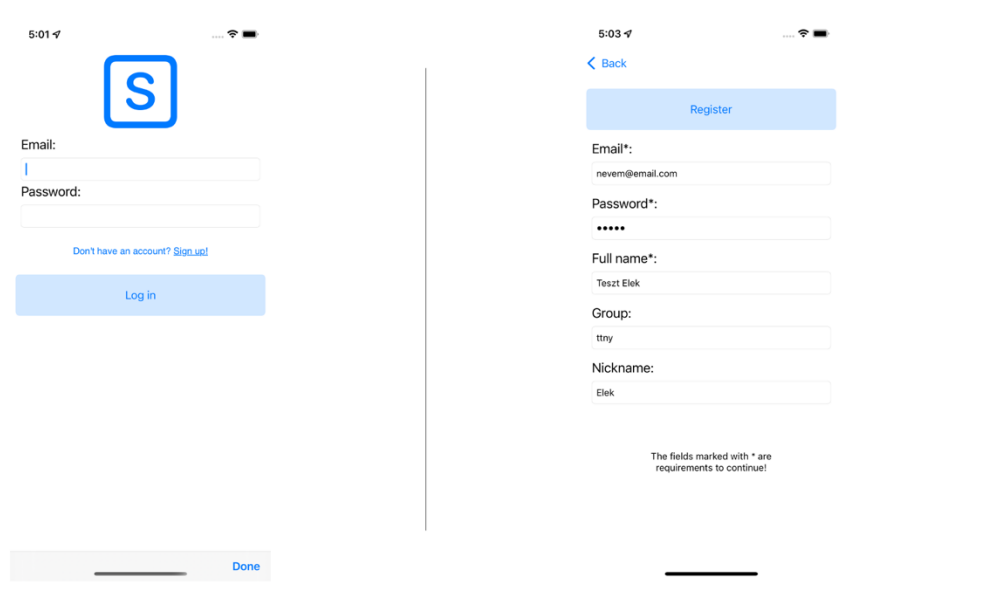 5:01
S
Email:
Password:
Don't have an account? Sign up!
Log in
Done
5:03
Back
Register
Email*:
nevem@email.com
Password*:
•••••
Full name*:
Teszt Elek
Group:
ttny
Nickname:
Elek
The fields marked with * are
requirements to continue!